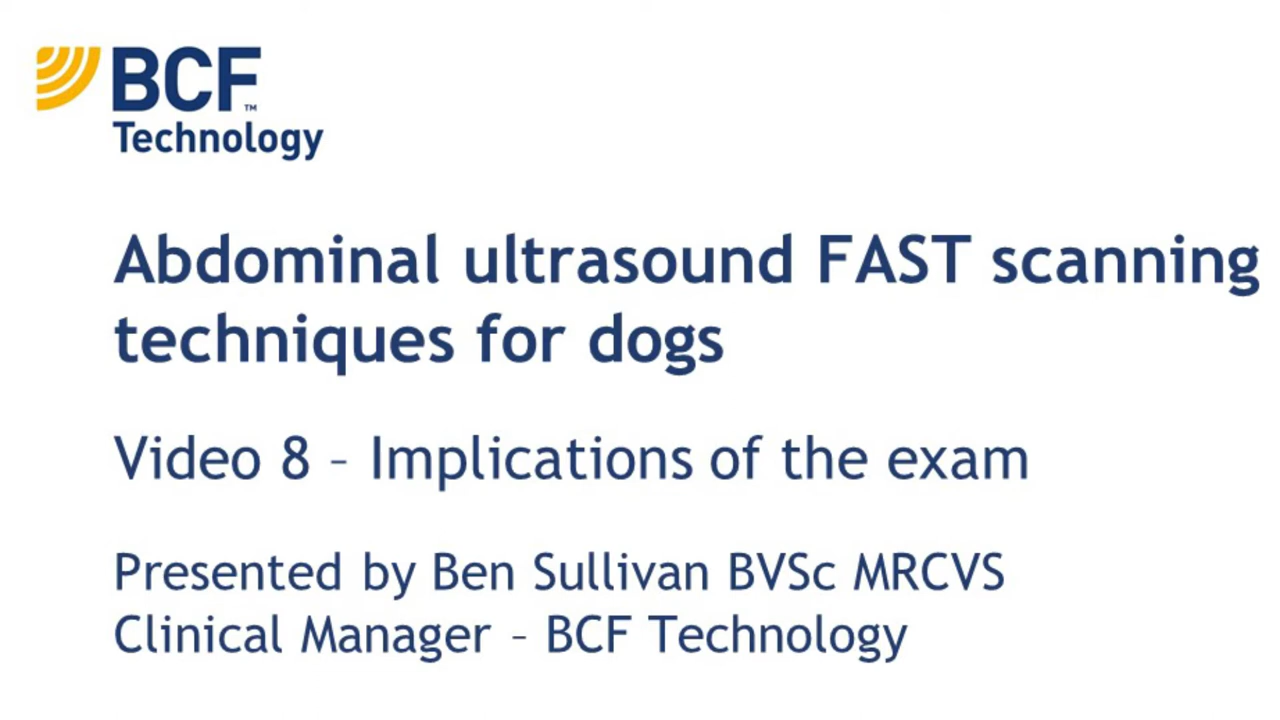 BCF™
Technology
Abdominal ultrasound FAST scanning
techniques for dogs
Video 8 – Implications of the exam
Presented by Ben Sullivan BVSc MRCVS
Clinical Manager – BCF Technology